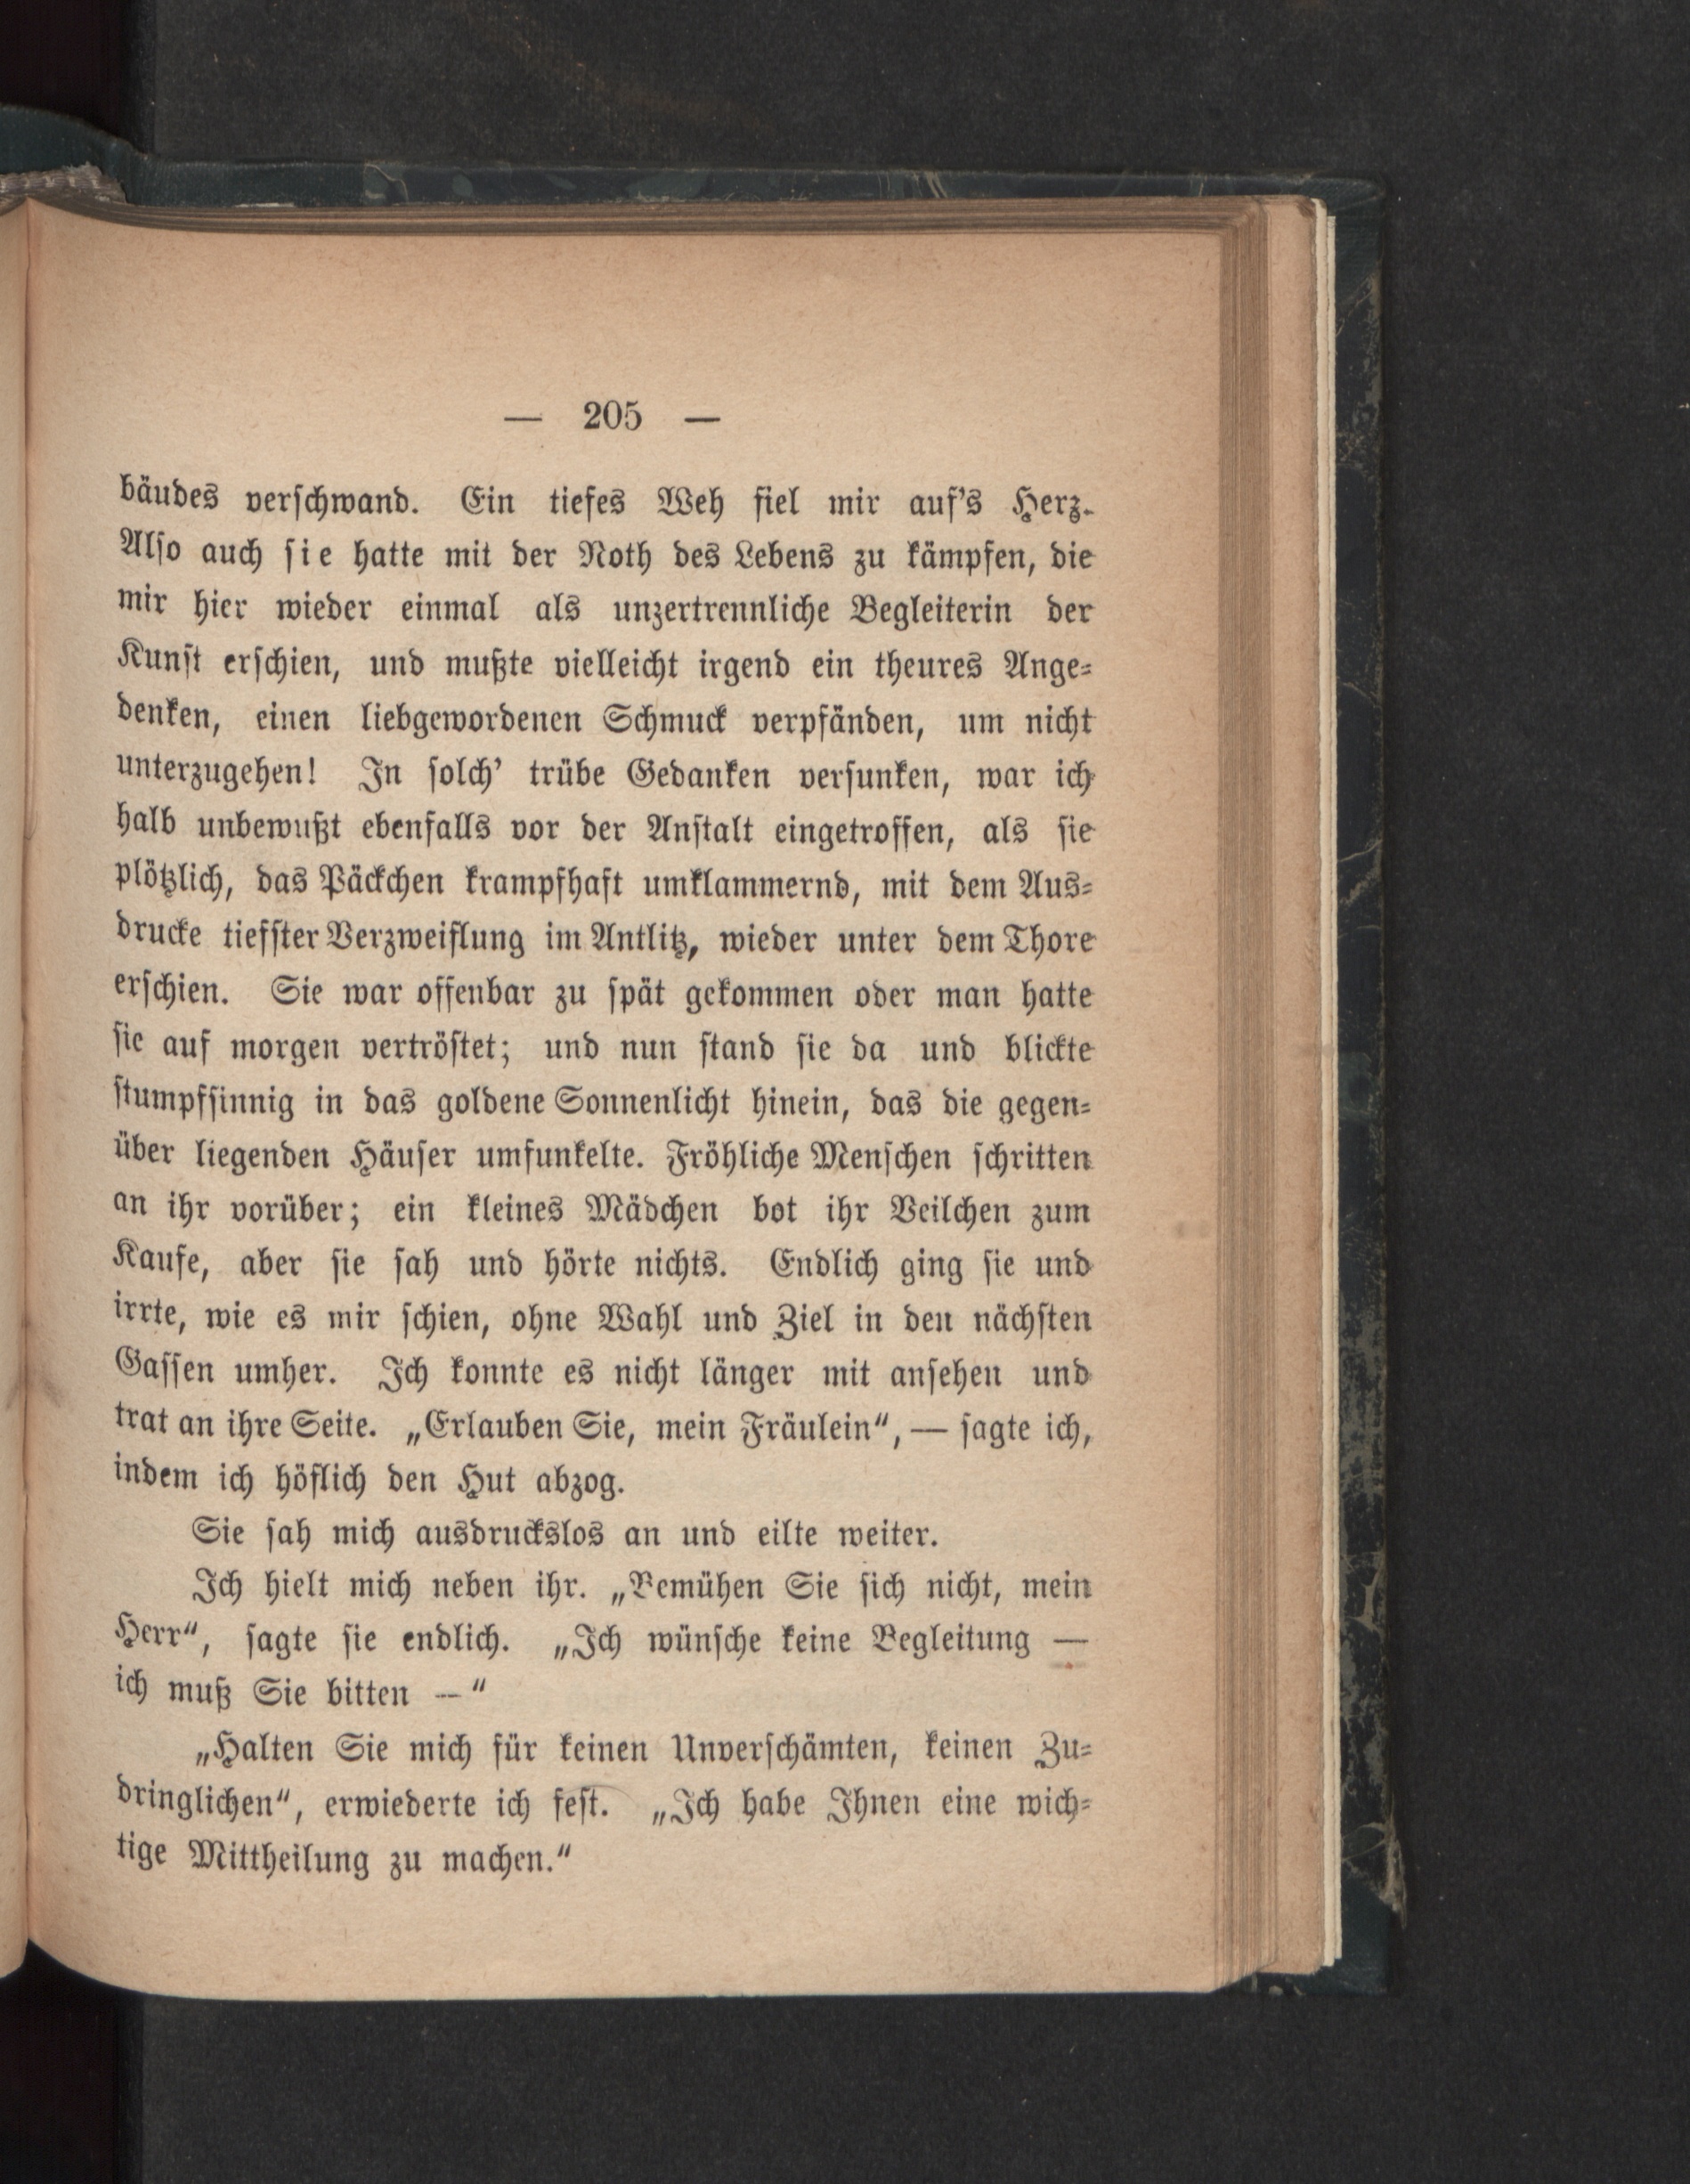 — 205 —
bäudes verschwand. Ein tiefes Weh fiel mir auf's Herz.
Also auch sie hatte mit der Noth des Lebens zu kämpfen, die
mir hier wieder einmal als unzertrennliche Begleiterin der
Kunst erschien, und mußte vielleicht irgend ein theures Ange-
denken, einen liebgewordenen Schmuck verpfänden, um nicht
unterzugehen! In solch' trübe Gedanken versunken, war ich
halb unbewußt ebenfalls vor der Anstalt eingetroffen, als sie
plötzlich, das Päckchen krampfhaft umklammernd, mit dem Aus-
drucke tiefster Verzweiflung im Antlitz, wieder unter dem Thore
erschien. Sie war offenbar zu spät gekommen oder man hatte
sie auf morgen vertröstet; und nun stand sie da und blickte
stumpfsinnig in das goldene Sonnenlicht hinein, das die gegen-
über liegenden Häuser umfunkelte. Fröhliche Menschen schritten
an ihr vorüber; ein kleines Mädchen bot ihr Veilchen zum
Kaufe, aber sie sah und hörte nichts. Endlich ging sie und
irrte, wie es mir schien, ohne Wahl und Ziel in den nächsten
Gassen umher. Ich konnte es nicht länger mit ansehen und
trat an ihre Seite. „Erlauben Sie, mein Fräulein“, — sagte ich,
indem ich höflich den Hut abzog.
Sie sah mich ausdruckslos an und eilte weiter.
Ich hielt mich neben ihr. „Bemühen Sie sich nicht, mein
Herr“, sagte sie endlich. „Ich wünsche keine Begleitung —
ich muß Sie bitten —“
„Halten Sie mich für keinen Unverschämten, keinen Zu-
dringlichen“, erwiederte ich fest. „Ich habe Ihnen eine wich-
tige Mittheilung zu machen.“